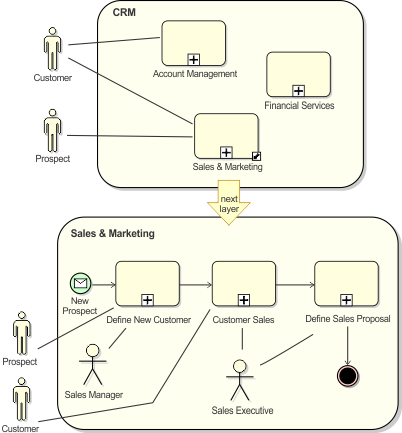 CRM
Customer
Account Management
Financial Services
Prospect
Sales & Marketing
next
layer
Sales & Marketing
New
Prospect
Define New Customer
Customer Sales
Define Sales Proposal
Prospect
Sales Manager
Sales Executive
Customer